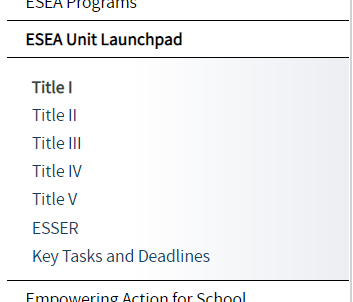 ESEA Programs
ESEA Unit Launchpad
Title I
Title II
Title III
Title IV
Title V
ESSER
Key Tasks and Deadlines
Empowering Action for School